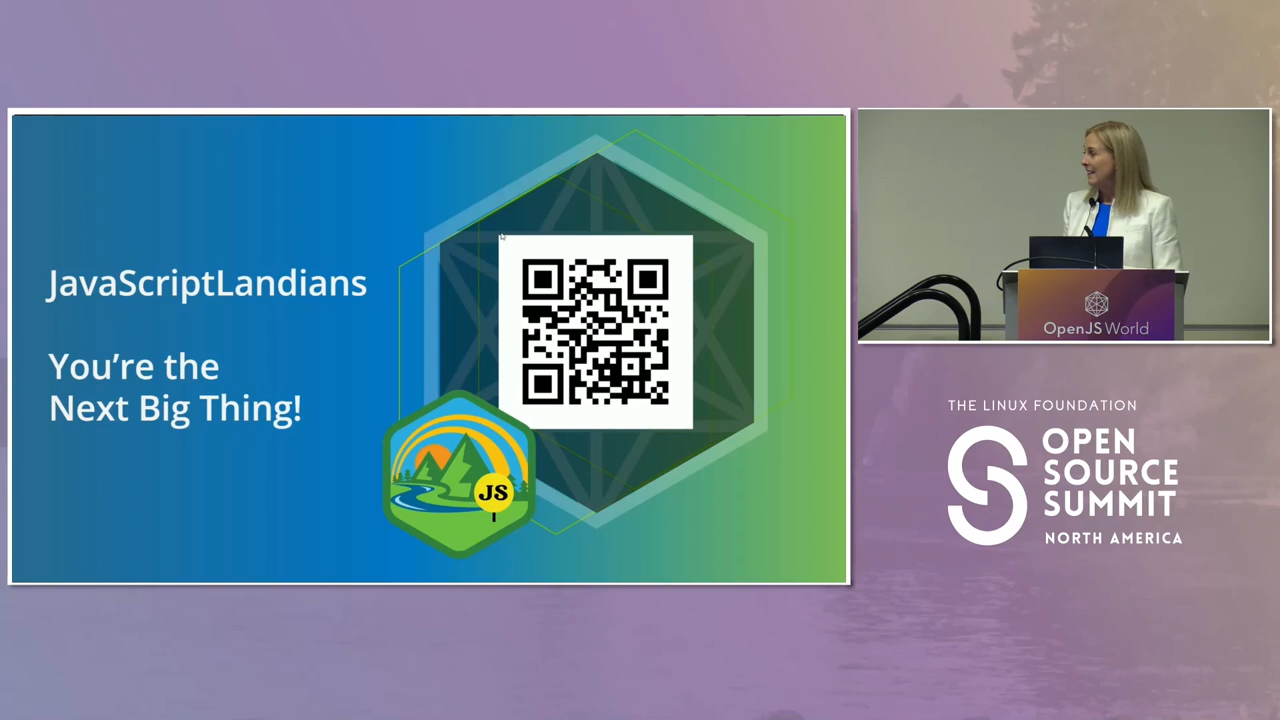 JavaScriptLandians
You're the
Next Big Thing!
JS
OpenJS World
THE LINUX FOUNDATION
OPEN
SOURCE
SUMMIT
NORTH AMERICA